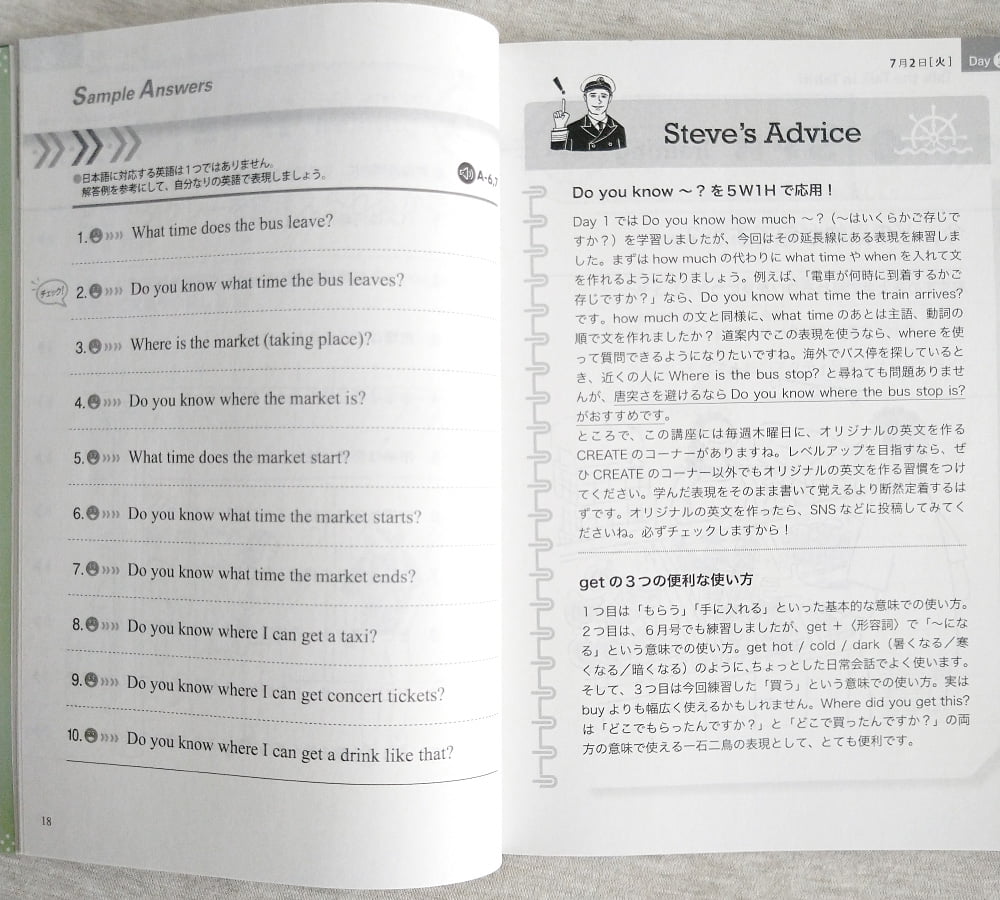 Sample Answers
●日本語に対応する英語は1つではありません。
解答例を参考にして、自分なりの英語で表現しましょう。
A-6,7
1. What time does the bus leave?
チェック!
2. Do you know what time the bus leaves?
3. Where is the market (taking place)?
4. Do you know where the market is?
5. What time does the market start?
6. Do you know what time the market starts?
7. Do you know what time the market ends?
8. Do you know where I can get a taxi?
9. Do you know where I can get concert tickets?
10. Do you know where I can get a drink like that?
18
7月2日[火]
Day
Steve's Advice
Do you know ~?を5W1Hで応用!
Day 1ではDo you know how much ~?(~はいくらかご存じで
すか?)を学習しましたが、今回はその延長線にある表現を練習しま
した。まずはhow muchの代わりにwhat timeやwhenを入れて文
を作れるようになりましょう。例えば、「電車が何時に到着するかご
存じですか?」なら、Do you know what time the train arrives?
です。how muchの文と同様に、what timeのあとは主語、動詞の
順で文を作れましたか? 道案内でこの表現を使うなら、whereを使
って質問できるようになりたいですね。海外でバス停を探していると
き、近くの人にWhere is the bus stop?と尋ねても問題ありませ
んが、唐突さを避けるならDo you know where the bus stop is?
がおすすめです。
ところで、この講座には毎週木曜日に、オリジナルの英文を作る
CREATEのコーナーがありますね。レベルアップを目指すなら、ぜ
ひCREATEのコーナー以外でもオリジナルの英文を作る習慣をつけ
てください。学んだ表現をそのまま書いて覚えるより断然定着するは
ずです。オリジナルの英文を作ったら、SNSなどに投稿してみてく
ださいね。必ずチェックしますから!
getの3つの便利な使い方
1つ目は「もらう」「手に入れる」といった基本的な意味での使い方。
2つ目は、6月号でも練習しましたが、get+〈形容詞〉で「~にな
る」という意味での使い方。get hot / cold / dark(暑くなる/寒
くなる/暗くなる)のように、ちょっとした日常会話でよく使います。
そして、3つ目は今回練習した「買う」という意味での使い方。実は
buyよりも幅広く使えるかもしれません。Where did you get this?
は「どこでもらったんですか?」と「どこで買ったんですか?」の両
方の意味で使える一石二鳥の表現として、とても便利です。